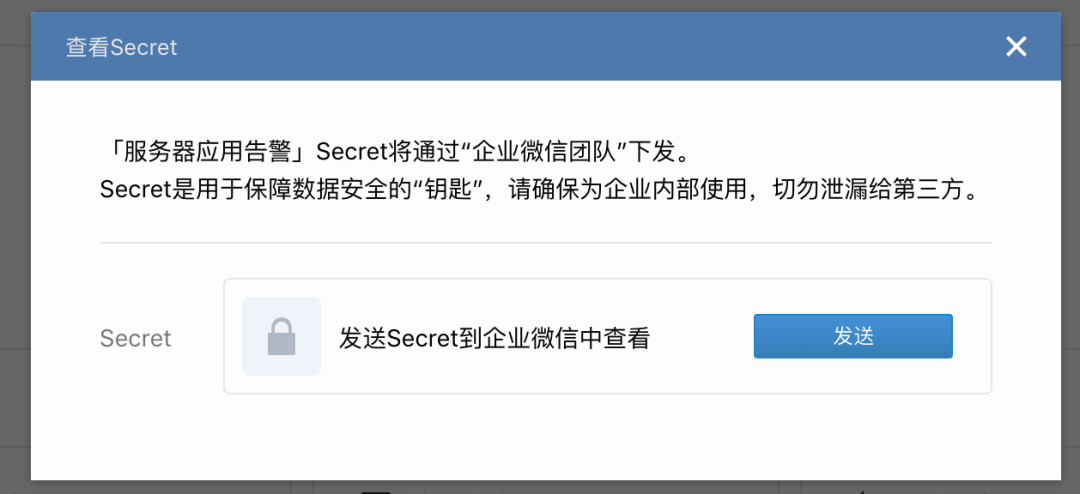 查看Secret
「服务器应用告警」Secret将通过“企业微信团队”下发。
Secret是用于保障数据安全的“钥匙”，请确保为企业内部使用，切勿泄漏给第三方。
Secret
发送Secret到企业微信中查看
发送